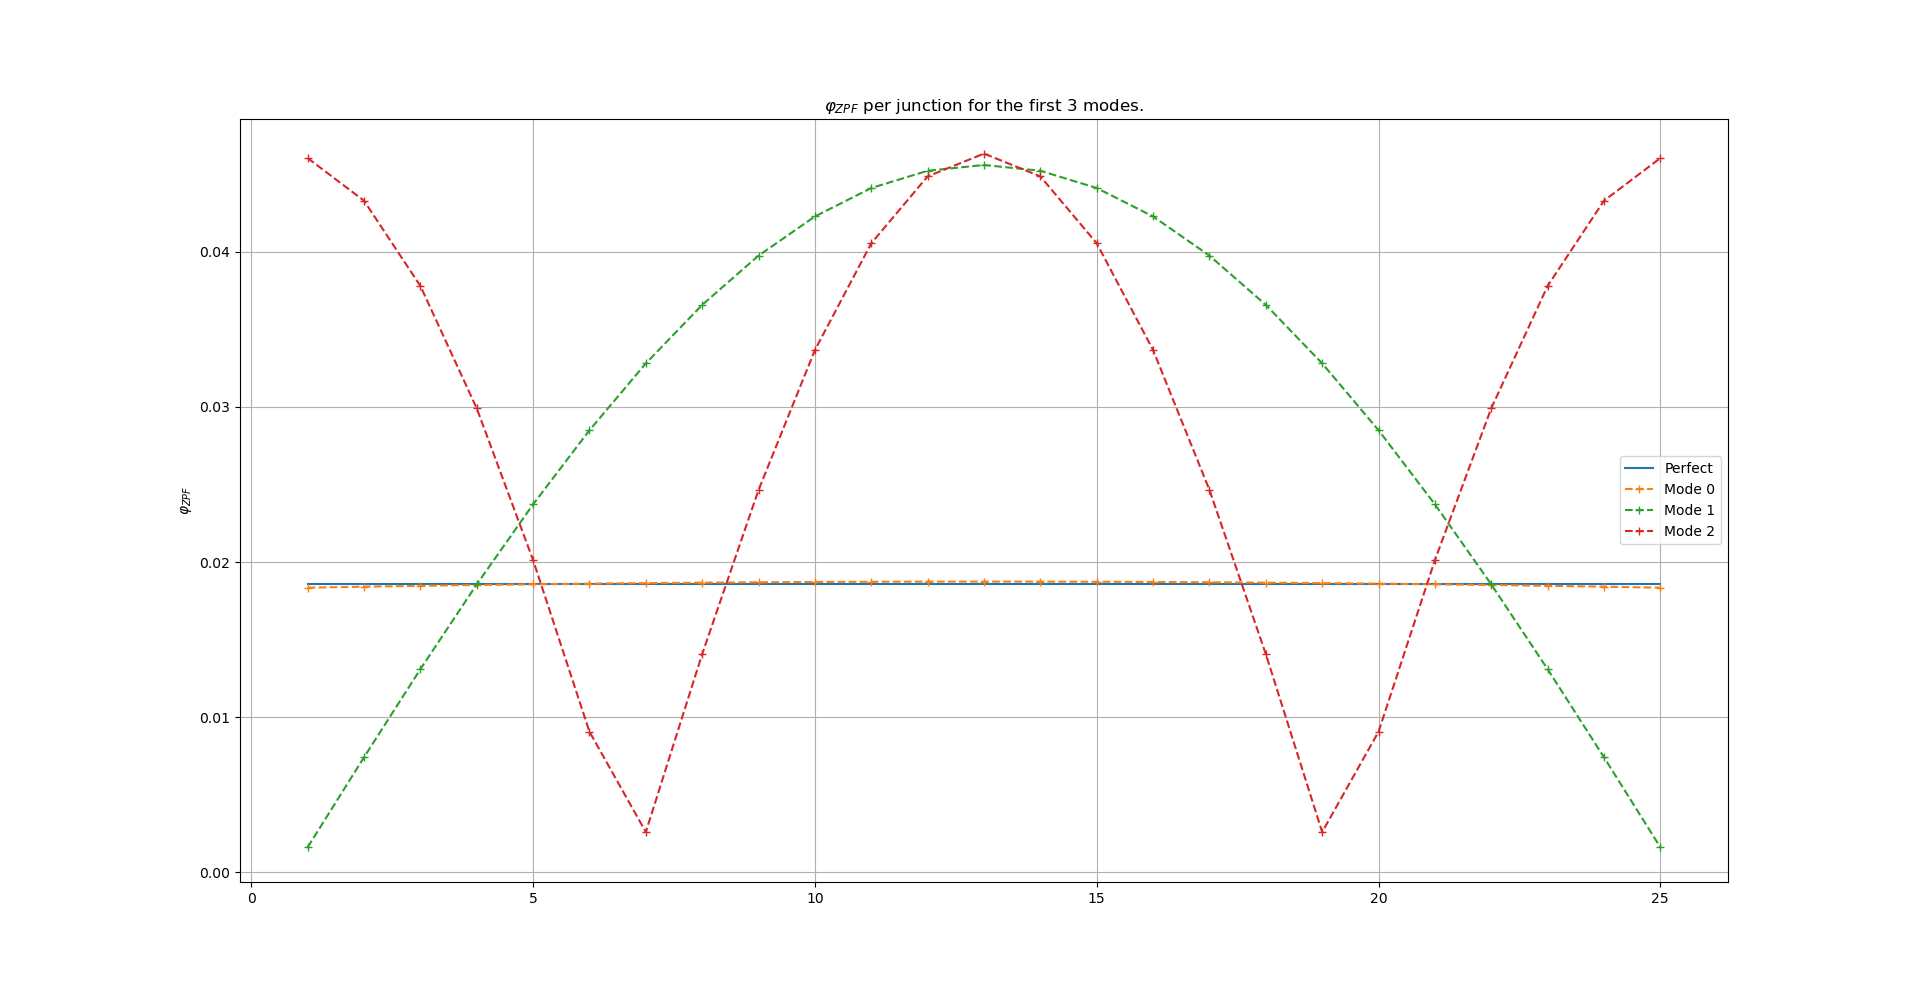 φZPF per junction for the first 3 modes.
φZPF
0.04
0.03
0.02
0.01
0.00
0 5 10 15 20 25
Perfect
Mode 0
Mode 1
Mode 2